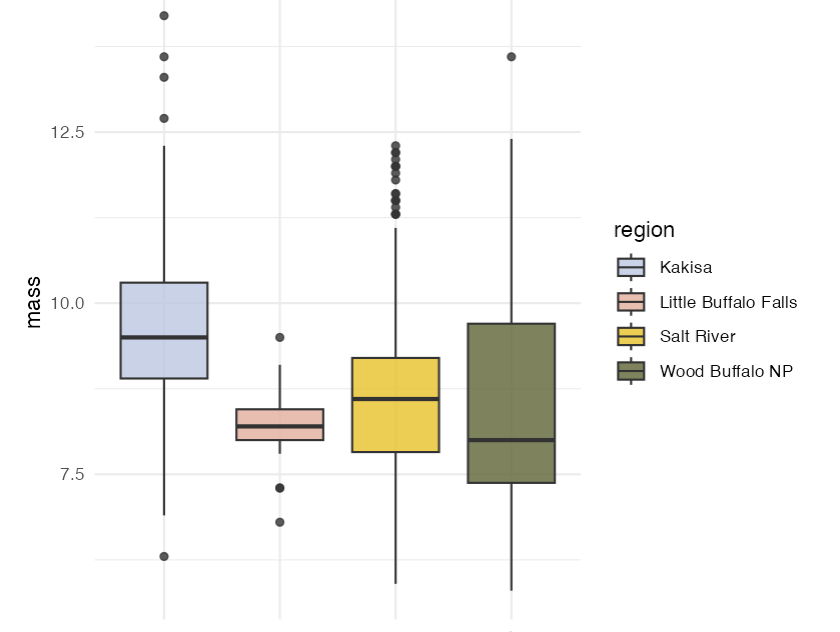 12.5
10.0
7.5
mass
region
Kakisa
Little Buffalo Falls
Salt River
Wood Buffalo NP